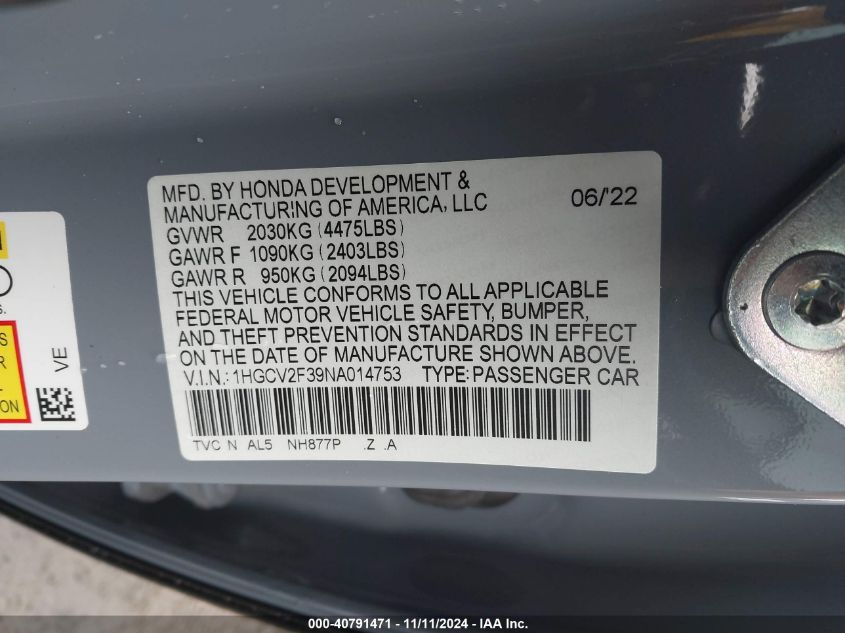 MFD. BY HONDA DEVELOPMENT &
MANUFACTURING OF AMERICA, LLC 06/'22
GVWR 2030KG (4475LBS)
GAWR F 1090KG (2403LBS)
GAWR R 950KG (2094LBS)
THIS VEHICLE CONFORMS TO ALL APPLICABLE
FEDERAL MOTOR VEHICLE SAFETY, BUMPER,
AND THEFT PREVENTION STANDARDS IN EFFECT
ON THE DATE OF MANUFACTURE SHOWN ABOVE.
V.I.N.: 1HGCV2F39NA014753 TYPE: PASSENGER CAR
TVC N AL5 NH877P .Z .A
VE
000-40791471 - 11/11/2024 - IAA Inc.